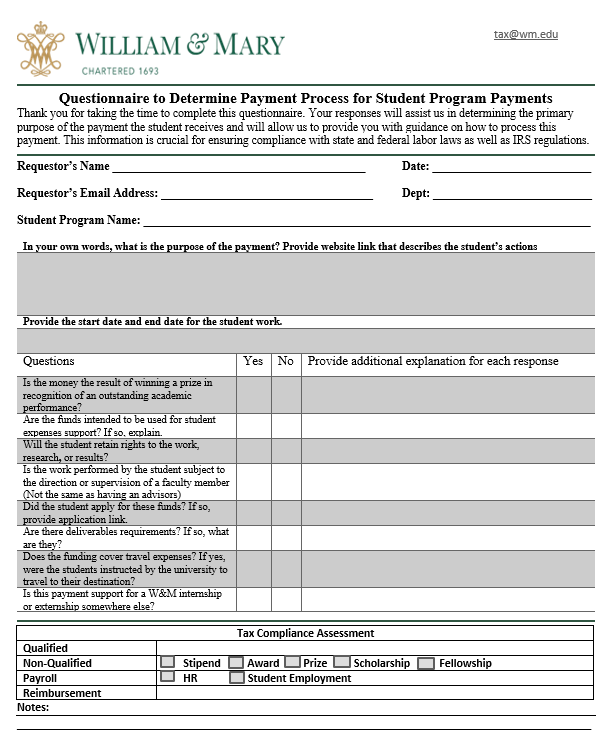 WILLIAM & MARY
CHARTERED 1693
tax@wm.edu
Questionnaire to Determine Payment Process for Student Program Payments
Thank you for taking the time to complete this questionnaire. Your responses will assist us in determining the primary
purpose of the payment the student receives and will allow us to provide you with guidance on how to process this
payment. This information is crucial for ensuring compliance with state and federal labor laws as well as IRS regulations.
Requestor's Name Date:
Requestor's Email Address: Dept:
Student Program Name:
In your own words, what is the purpose of the payment? Provide website link that describes the student's actions
Provide the start date and end date for the student work.
Questions Yes No Provide additional explanation for each response
Is the money the result of winning a prize in
recognition of an outstanding academic
performance?
Are the funds intended to be used for student
expenses support? If so, explain.
Will the student retain rights to the work,
research, or results?
Is the work performed by the student subject to
the direction or supervision of a faculty member
(Not the same as having an advisors)
Did the student apply for these funds? If so,
provide application link.
Are there deliverables requirements? If so, what
are they?
Does the funding cover travel expenses? If yes,
were the students instructed by the university to
travel to their destination?
Is this payment support for a W&M internship
or externship somewhere else?
Tax Compliance Assessment
Qualified
Non-Qualified Stipend Award Prize Scholarship Fellowship
Payroll HR Student Employment
Reimbursement
Notes: